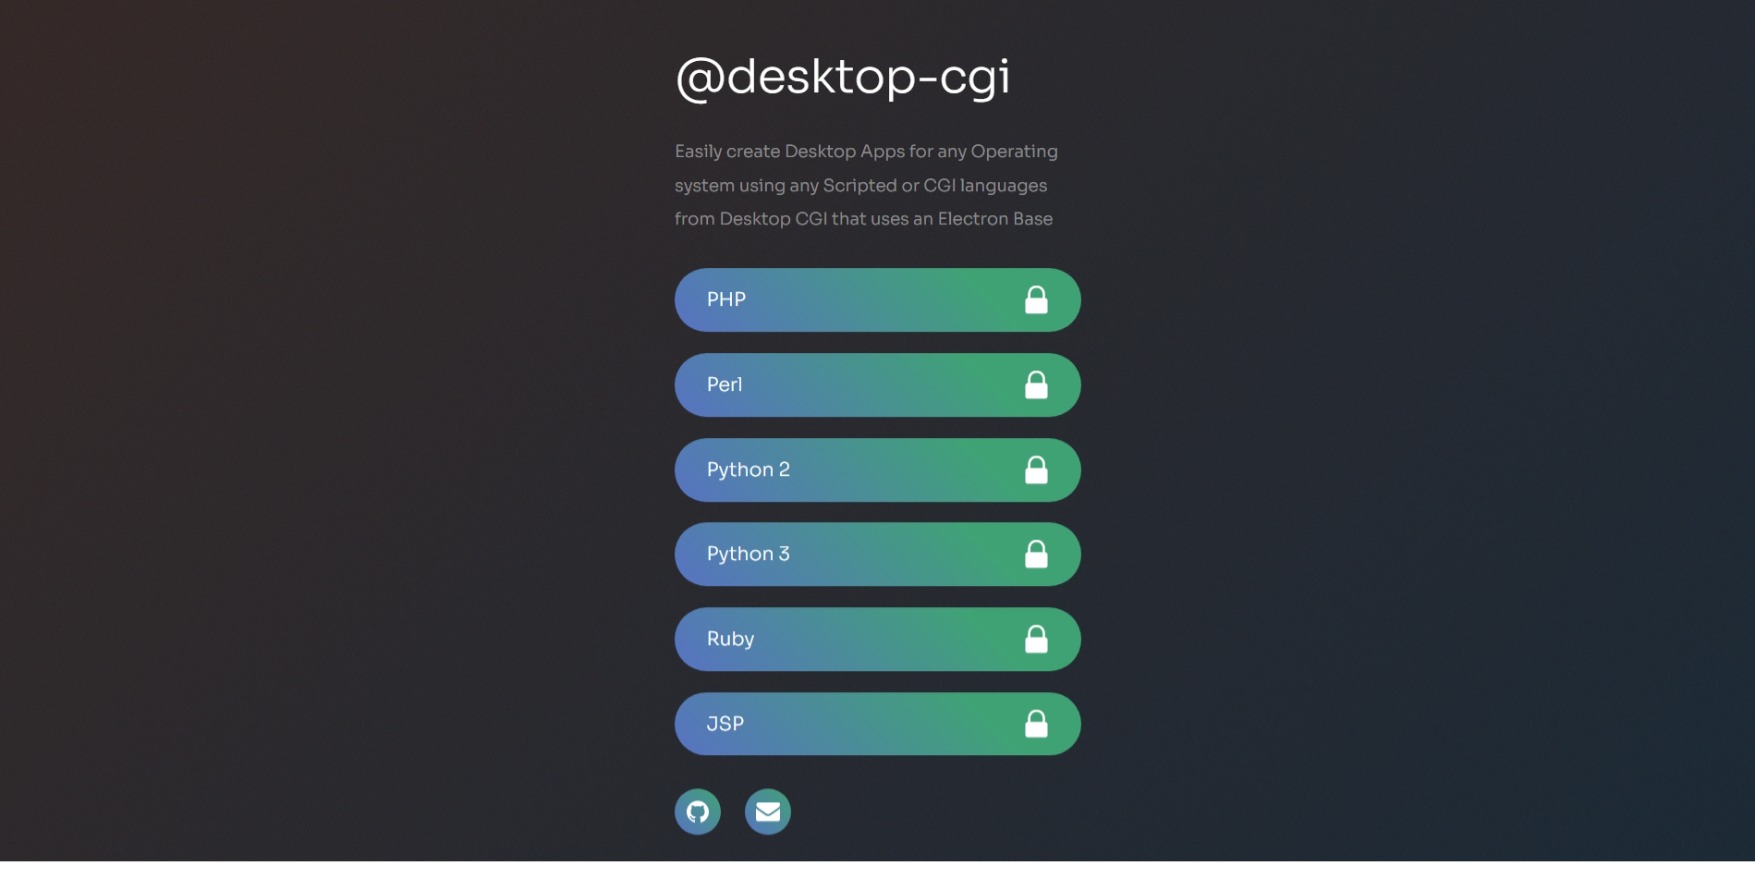 @desktop-cgi
Easily create Desktop Apps for any Operating
system using any Scripted or CGI languages
from Desktop CGI that uses an Electron Base
PHP
Perl
Python 2
Python 3
Ruby
JSP